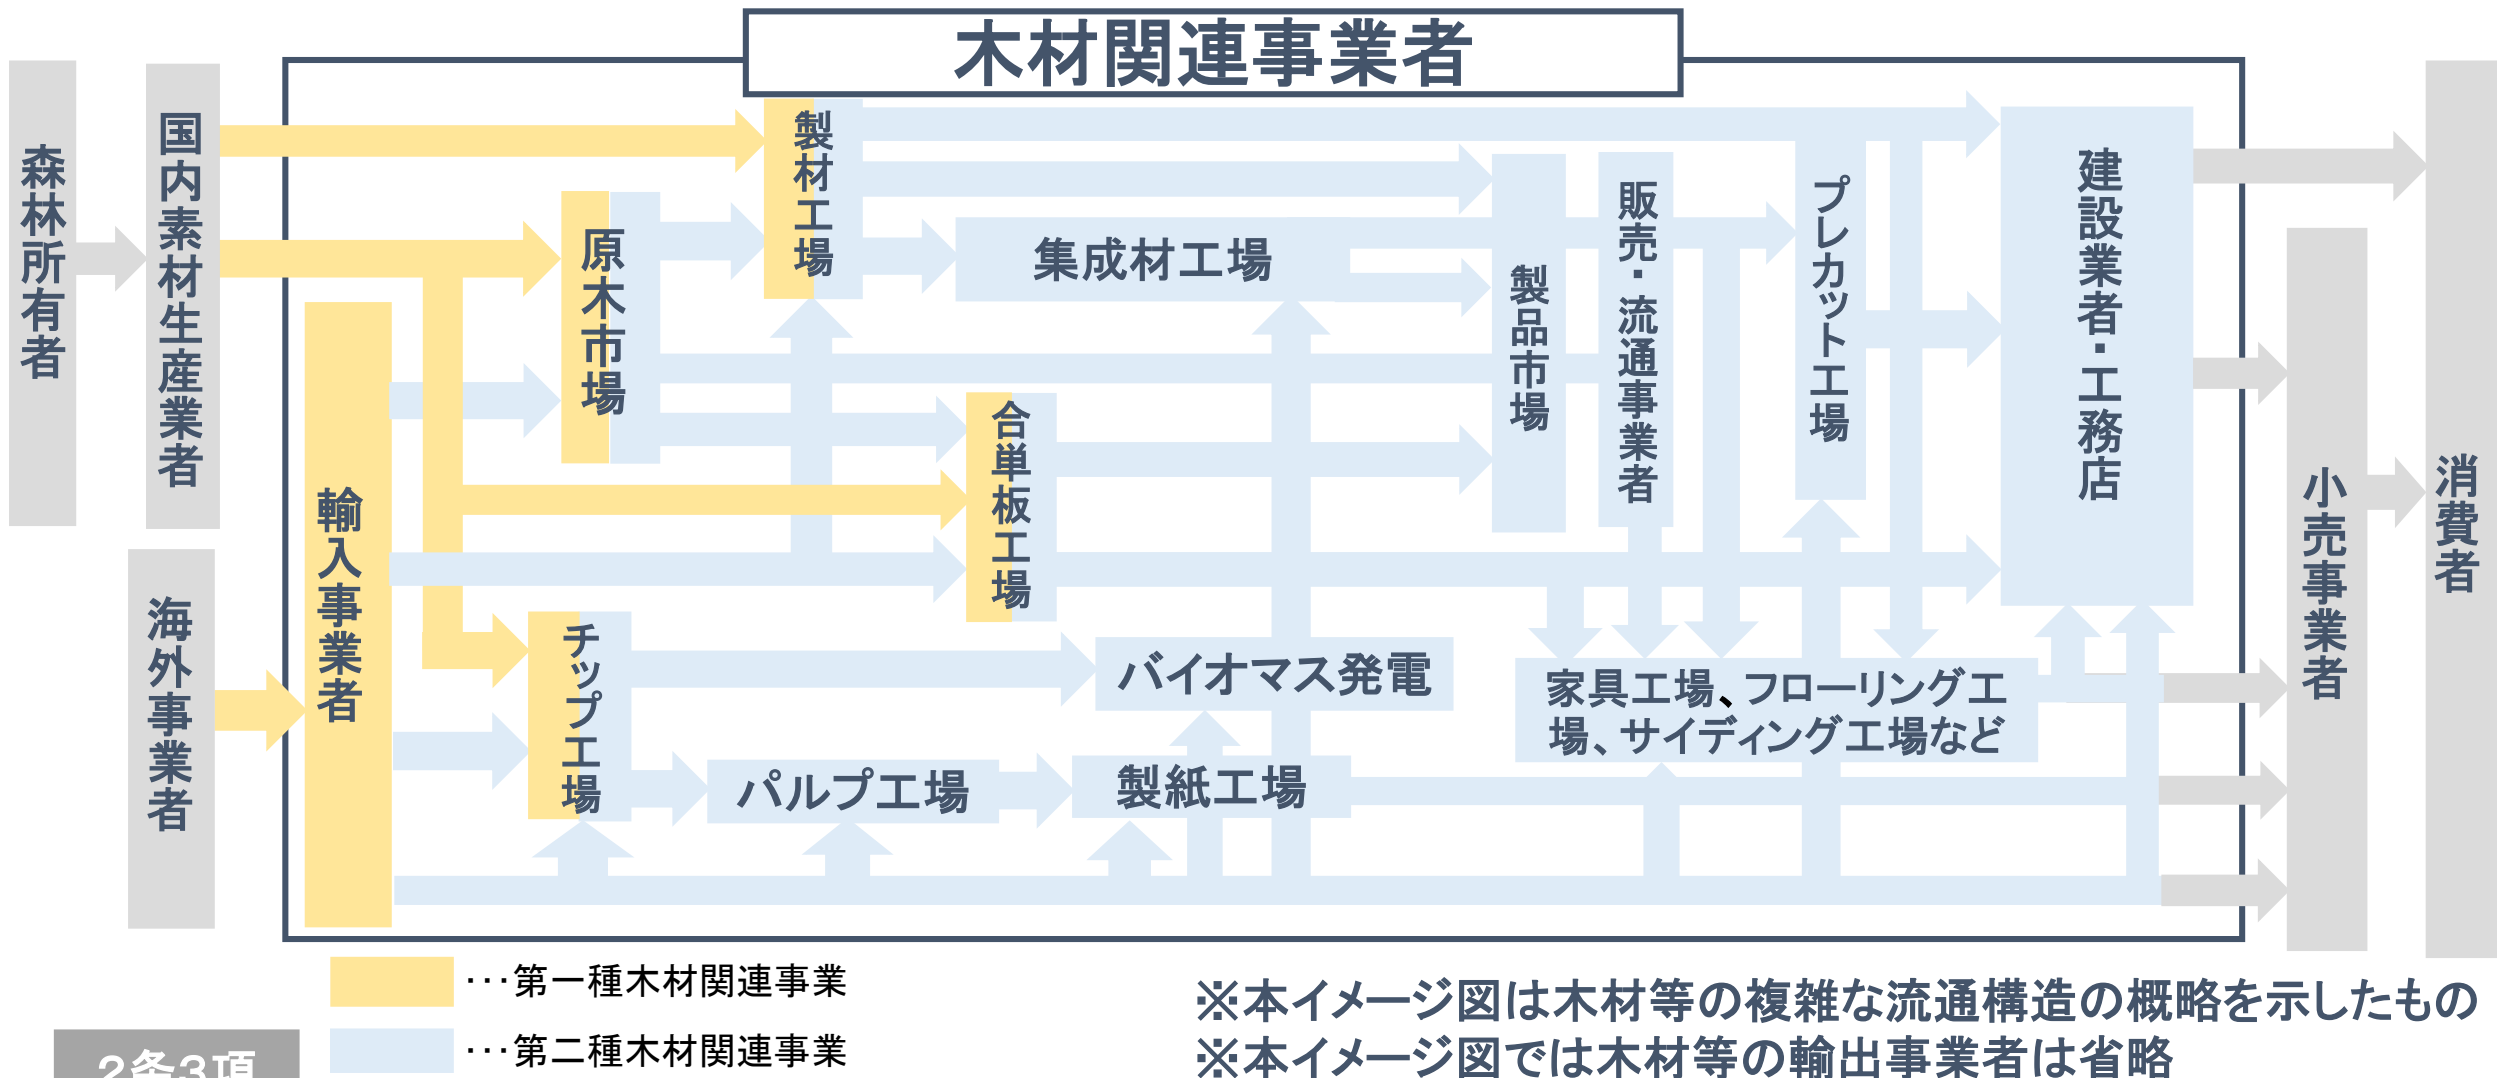 木材関連事業者
森林所有者
国内素材生産業者
海外事業者
輸入事業者
原木市場
製材工場
チップ工場
合単板工場
集成材工場
バイオマス発電
パルプ工場
製紙工場
製品市場
販売・流通事業者
プレカット工場
家具工場、フローリング工
場、サイディング工場など
建設業者・工務店
小売事業者
消費者
･･･第一種木材関連事業
･･･第二種木材関連事業
※木イメージ図は木材等の複雑な流通構造の概略を示したもの
※木イメージ図では木材等の輸出事業者は省略
2条3項